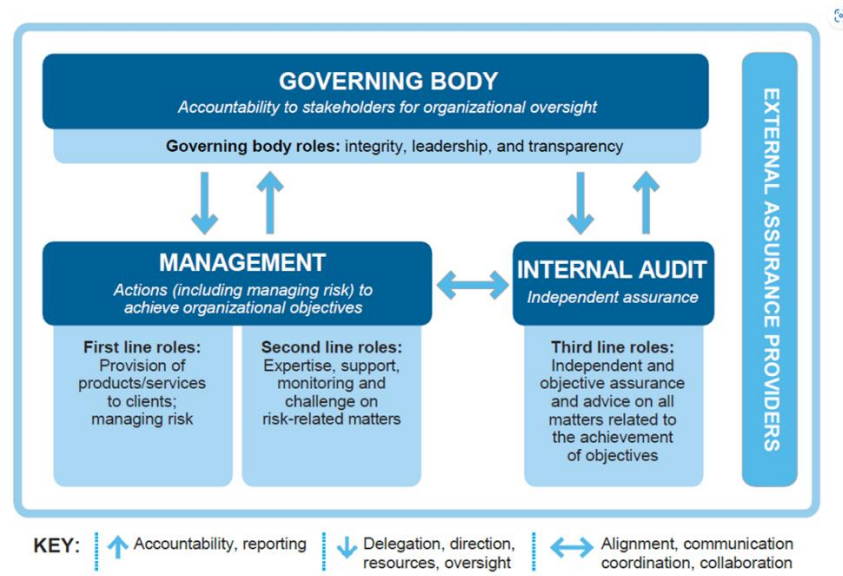 GOVERNING BODY
Accountability to stakeholders for organizational oversight
Governing body roles: integrity, leadership, and transparency
MANAGEMENT
Actions (including managing risk) to
achieve organizational objectives
First line roles:
Provision of
products/services
to clients;
managing risk
Second line roles:
Expertise, support,
monitoring and
challenge on
risk-related matters
INTERNAL AUDIT
Independent assurance
Third line roles:
Independent and
objective assurance
and advice on all
matters related to
the achievement
of objectives
EXTERNAL ASSURANCE PROVIDERS
KEY:
Accountability, reporting
Delegation, direction,
resources, oversight
Alignment, communication
coordination, collaboration